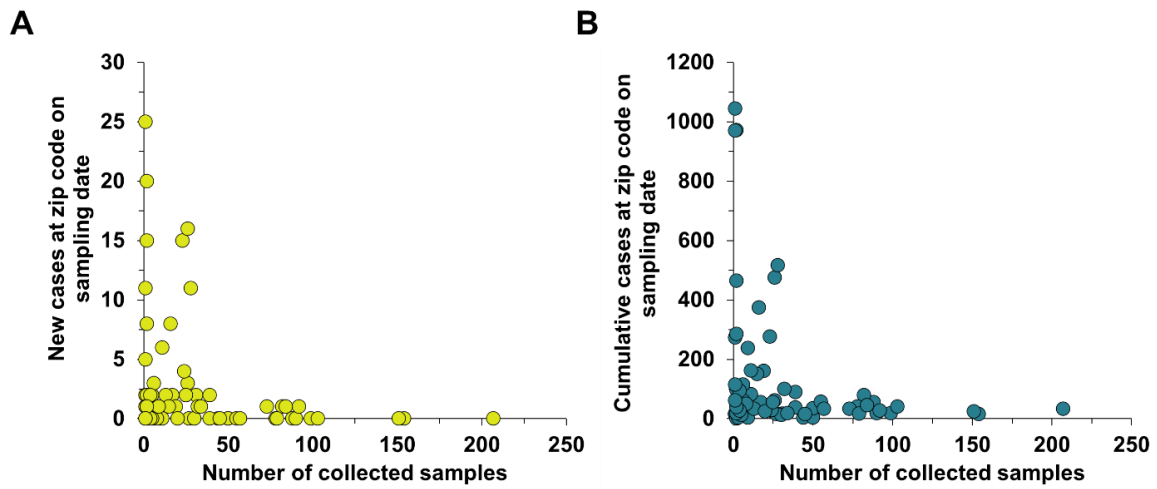 A
New cases at zip code on
sampling date
30
25
20
15
10
5
0
0 50 100 150 200 250
Number of collected samples
B
Cumulative cases at zip code on
sampling date
1200
1000
800
600
400
200
0
0 50 100 150 200 250
Number of collected samples